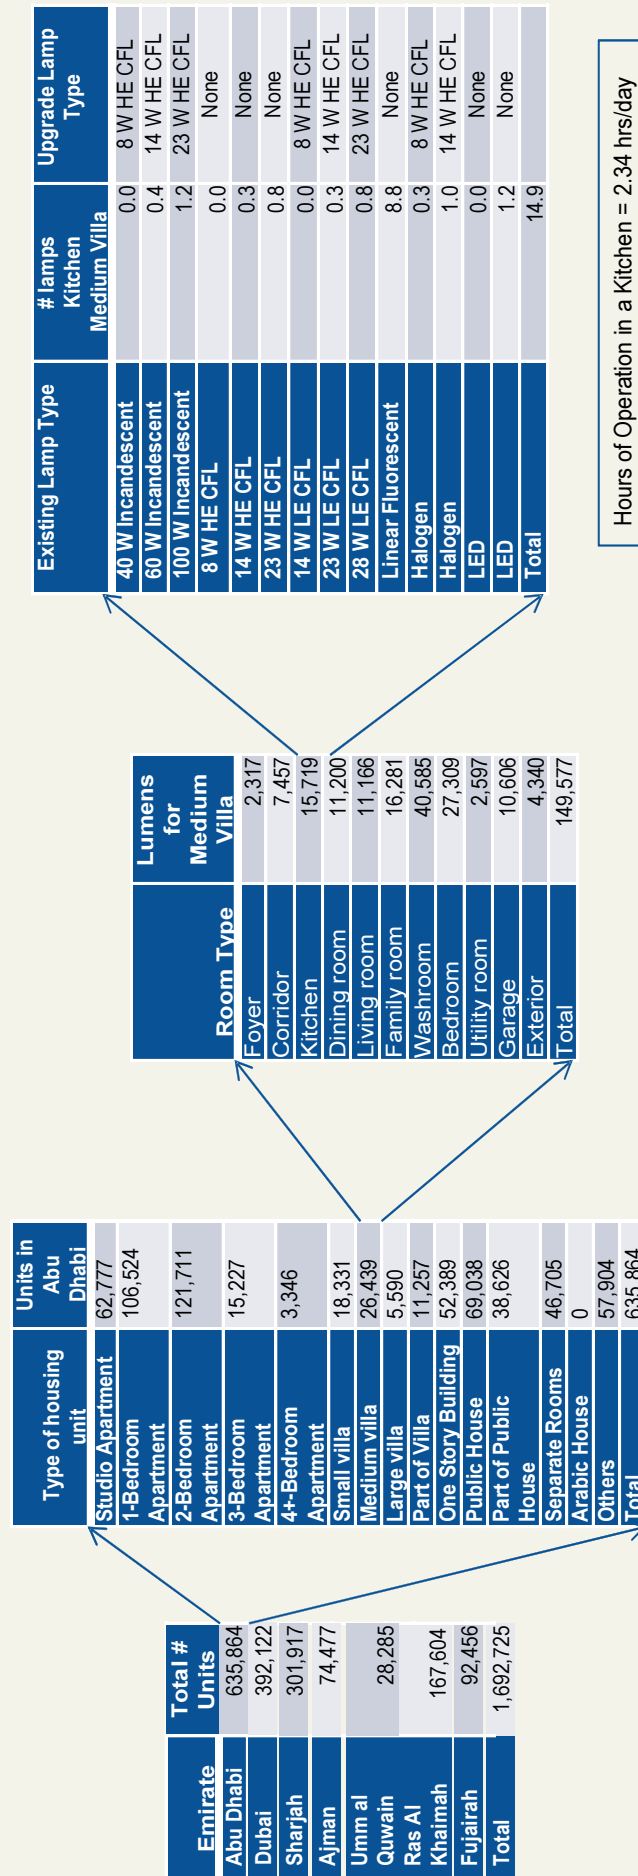 Emirate Total #
Units
Abu Dhabi 635,864
Dubai 392,122
Sharjah 301,917
Ajman 74,477
Umm al
Quwain 28,285
Ras Al
Khaimah 167,604
Fujairah 92,456
Total 1,692,725
Type of housing
unit
Units in
Abu
Dhabi
Studio Apartment 62,777
1-Bedroom
Apartment 106,524
2-Bedroom
Apartment 121,711
3-Bedroom
Apartment 15,227
4+-Bedroom
Apartment 3,346
Small villa 18,331
Medium villa 26,439
Large villa 5,590
Part of Villa 11,257
One Story Building 52,389
Public House 69,038
Part of Public
House 38,626
Separate Rooms 46,705
Arabic House 0
Others 57,904
Total 635,864
Room Type
Lumens
for
Medium
Villa
Foyer 2,317
Corridor 7,457
Kitchen 15,719
Dining room 11,200
Living room 11,166
Family room 16,281
Washroom 40,585
Bedroom 27,309
Utility room 2,597
Garage 10,606
Exterior 4,340
Total 149,577
Existing Lamp Type
# lamps
Kitchen
Medium Villa
Upgrade Lamp
Type
40 W Incandescent 0.0 8 W HE CFL
60 W Incandescent 0.4 14 W HE CFL
100 W Incandescent 1.2 23 W HE CFL
8 W HE CFL 0.0 None
14 W HE CFL 0.3 None
23 W HE CFL 0.8 None
14 W LE CFL 0.0 8 W HE CFL
23 W LE CFL 0.3 14 W HE CFL
28 W LE CFL 0.8 23 W HE CFL
Linear Fluorescent 8.8 None
Halogen 0.3 8 W HE CFL
Halogen 1.0 14 W HE CFL
LED 0.0 None
LED 1.2 None
Total 14.9
Hours of Operation in a Kitchen = 2.34 hrs/day